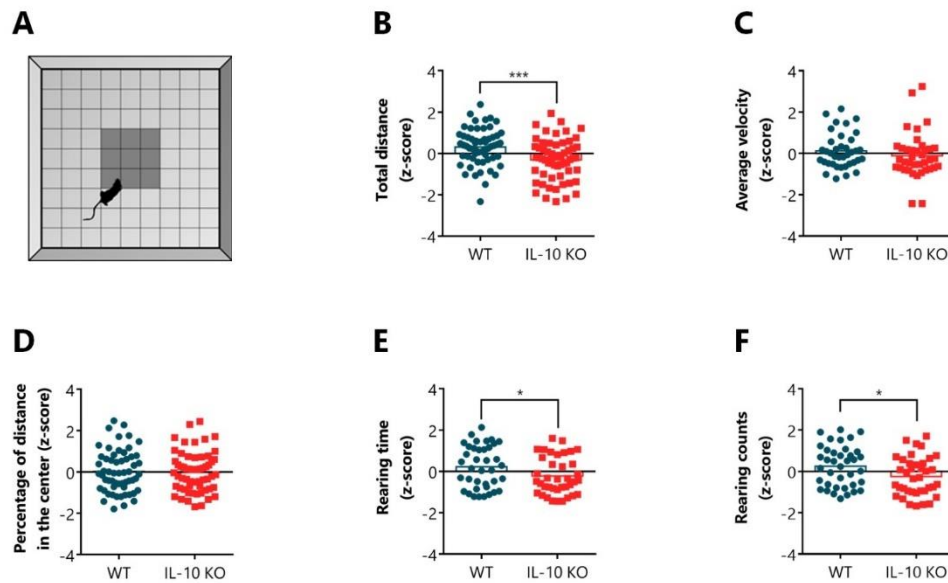 A
B
Total distance
(z-score)
4
2
0
-2
-4
***
WT
IL-10 KO
C
Average velocity
(z-score)
4
2
0
-2
-4
WT
IL-10 KO
D
Percentage of distance
in the center (z-score)
4
2
0
-2
-4
WT
IL-10 KO
E
Rearing time
(z-score)
4
2
0
-2
-4
*
WT
IL-10 KO
F
Rearing counts
(z-score)
4
2
0
-2
-4
*
WT
IL-10 KO